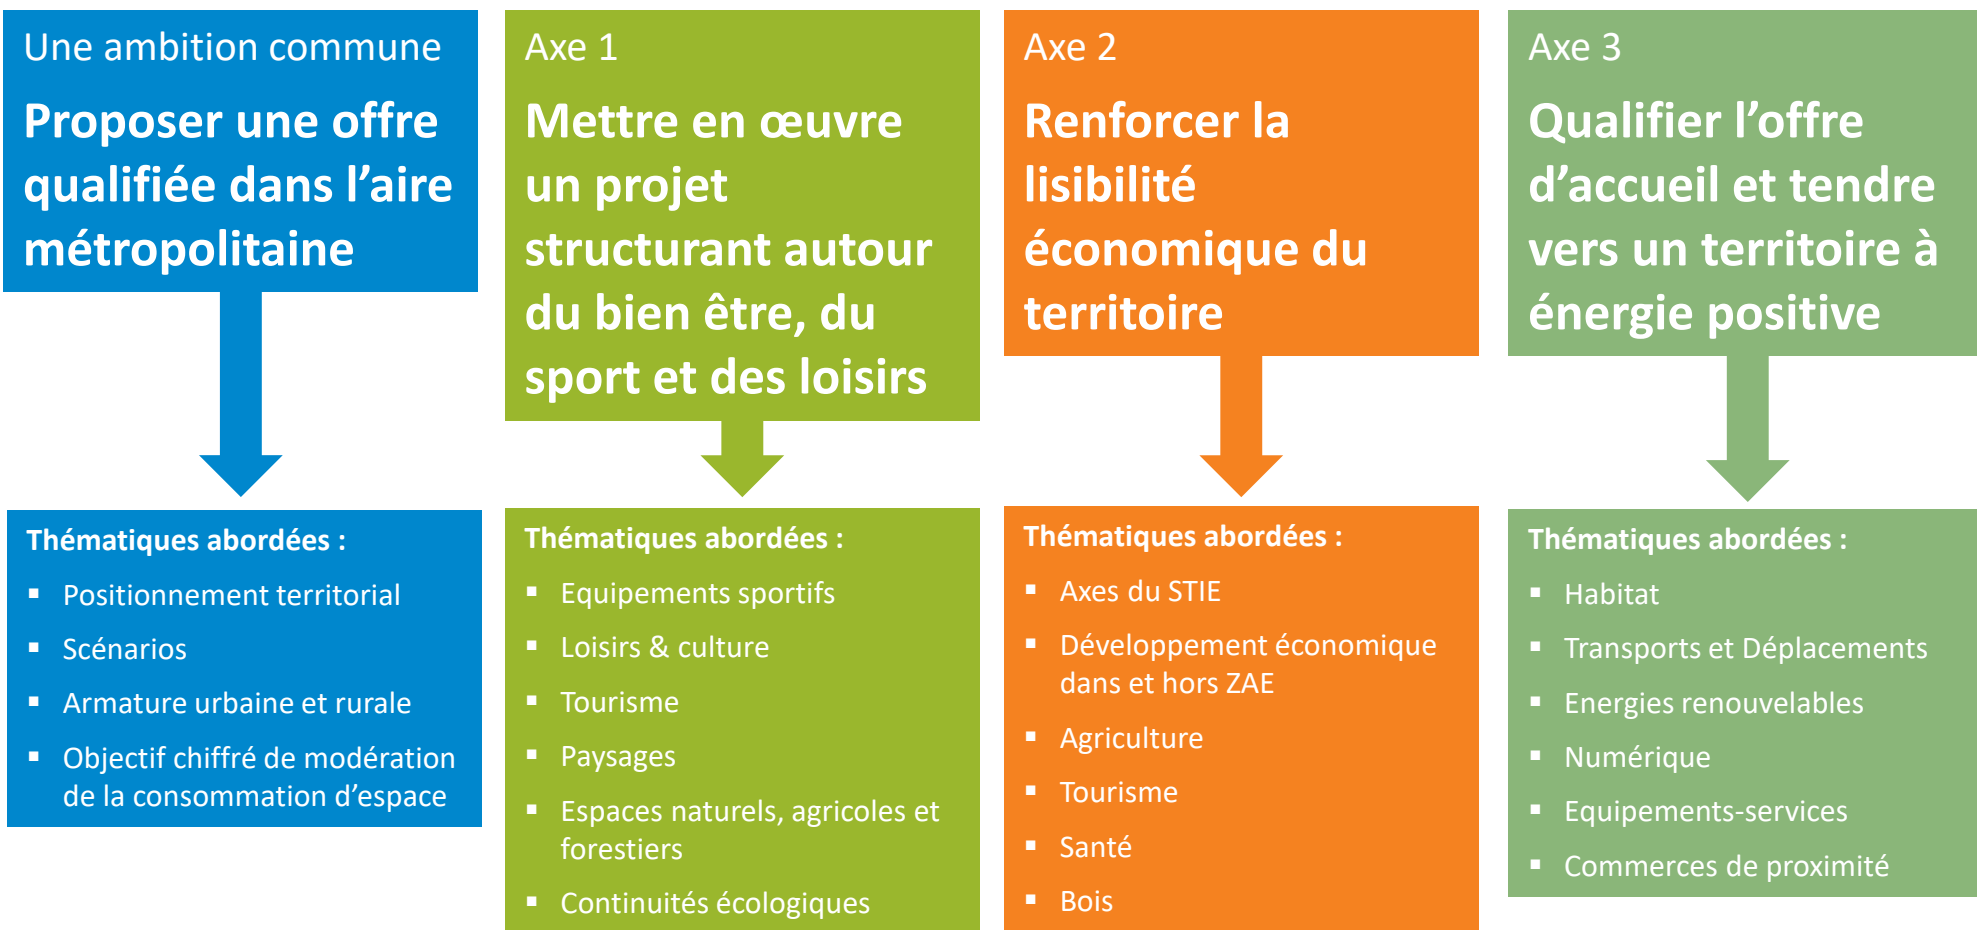 Une ambition commune
Proposer une offre
qualifiée dans l’aire
métropolitaine
Thématiques abordées :
▪ Positionnement territorial
▪ Scénarios
▪ Armature urbaine et rurale
▪ Objectif chiffré de modération
de la consommation d’espace
Axe 1
Mettre en œuvre
un projet
structurant autour
du bien être, du
sport et des loisirs
Thématiques abordées :
▪ Equipements sportifs
▪ Loisirs & culture
▪ Tourisme
▪ Paysages
▪ Espaces naturels, agricoles et
forestiers
▪ Continuités écologiques
Axe 2
Renforcer la
lisibilité
économique du
territoire
Thématiques abordées :
▪ Axes du STIE
▪ Développement économique
dans et hors ZAE
▪ Agriculture
▪ Tourisme
▪ Santé
▪ Bois
Axe 3
Qualifier l’offre
d’accueil et tendre
vers un territoire à
énergie positive
Thématiques abordées :
▪ Habitat
▪ Transports et Déplacements
▪ Energies renouvelables
▪ Numérique
▪ Equipements-services
▪ Commerces de proximité